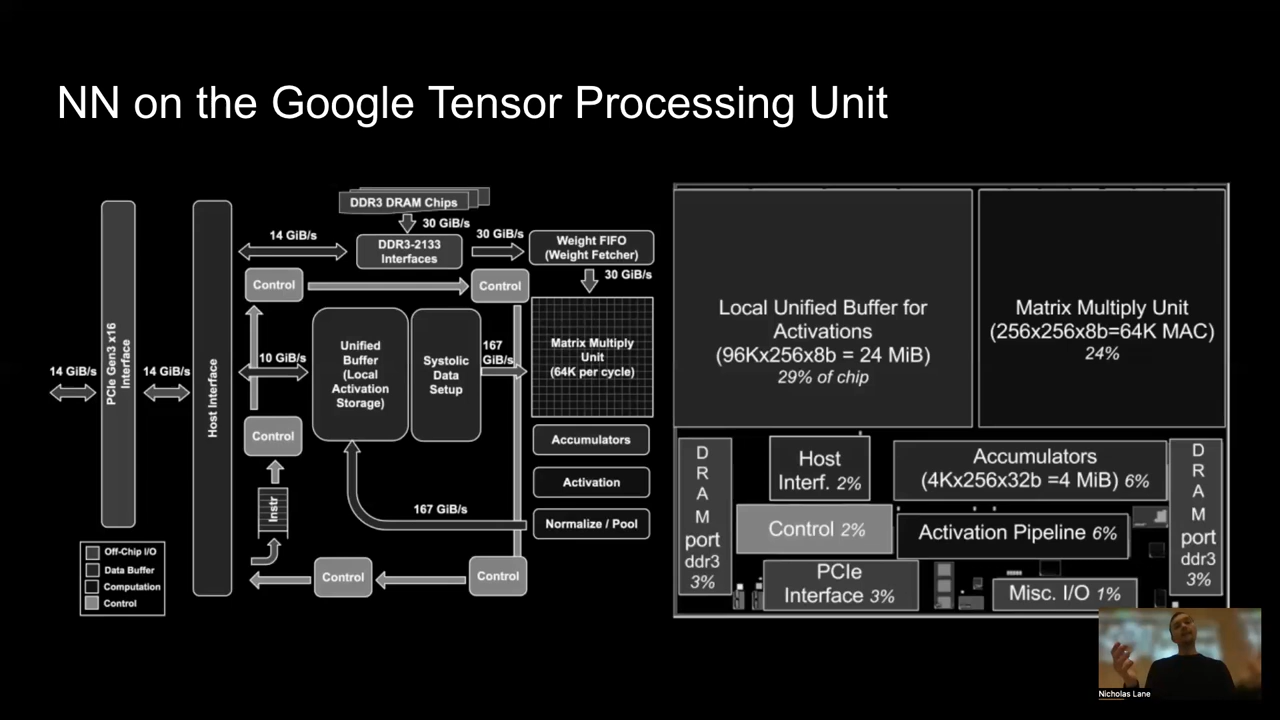 NN on the Google Tensor Processing Unit
DDR3 DRAM Chips
30 GiB/s
14 GiB/s
DDR3-2133
Interfaces
30 GiB/s
Weight FIFO
(Weight Fetcher)
30 GiB/s
Control
Control
PCIe Gen3 x16
Interface
Host Interface
14 GiB/s
14 GiB/s
10 GiB/s
Unified
Buffer
(Local
Activation
Storage)
Systolic
Data
Setup
167
GiB/s
Matrix Multiply
Unit
(64K per cycle)
Control
Accumulators
Activation
Instr
167 GiB/s
Normalize / Pool
Control
Control
Off-Chip I/O
Data Buffer
Computation
Control
Local Unified Buffer for
Activations
(96Kx256x8b = 24 MiB)
29% of chip
Matrix Multiply Unit
(256x256x8b=64K MAC)
24%
D
R
A
M
port
ddr3
3%
Host
Interf. 2%
Accumulators
(4Kx256x32b =4 MiB) 6%
Control 2%
Activation Pipeline 6%
PCIe
Interface 3%
Misc. I/O 1%
D
R
A
M
port
ddr3
3%
Nicholas Lane